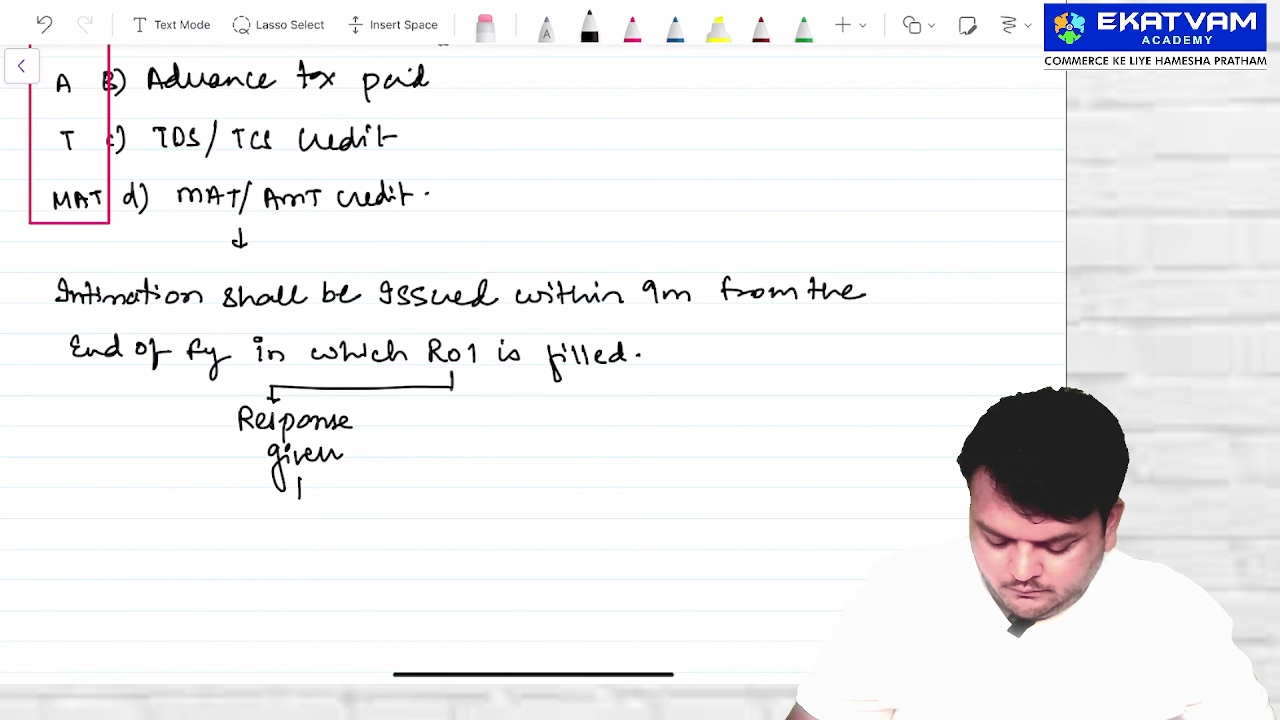 Text Mode Lasso Select Insert Space
EKATVAM
ACADEMY
COMMERCE KE LIYE HAMESHA PRATHAM
A B) Advance tax paid
T c) TDS/TCS credit
MAT d) MAT/AMT credit.
Intimation shall be Issued within 9m from the
End of fy in which ROI is filled.
Response
given